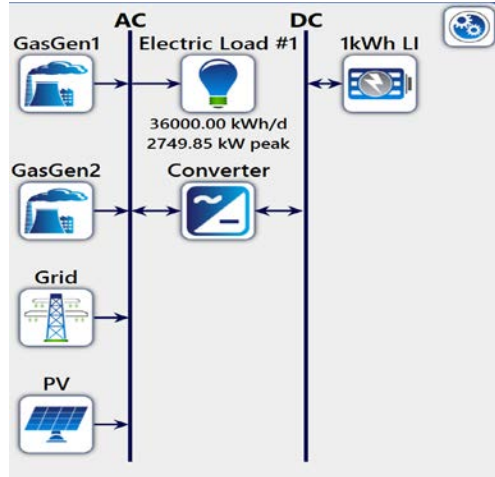 AC
DC
GasGen1
Electric Load #1
1kWh LI
36000.00 kWh/d
2749.85 kW peak
GasGen2
Converter
Grid
PV